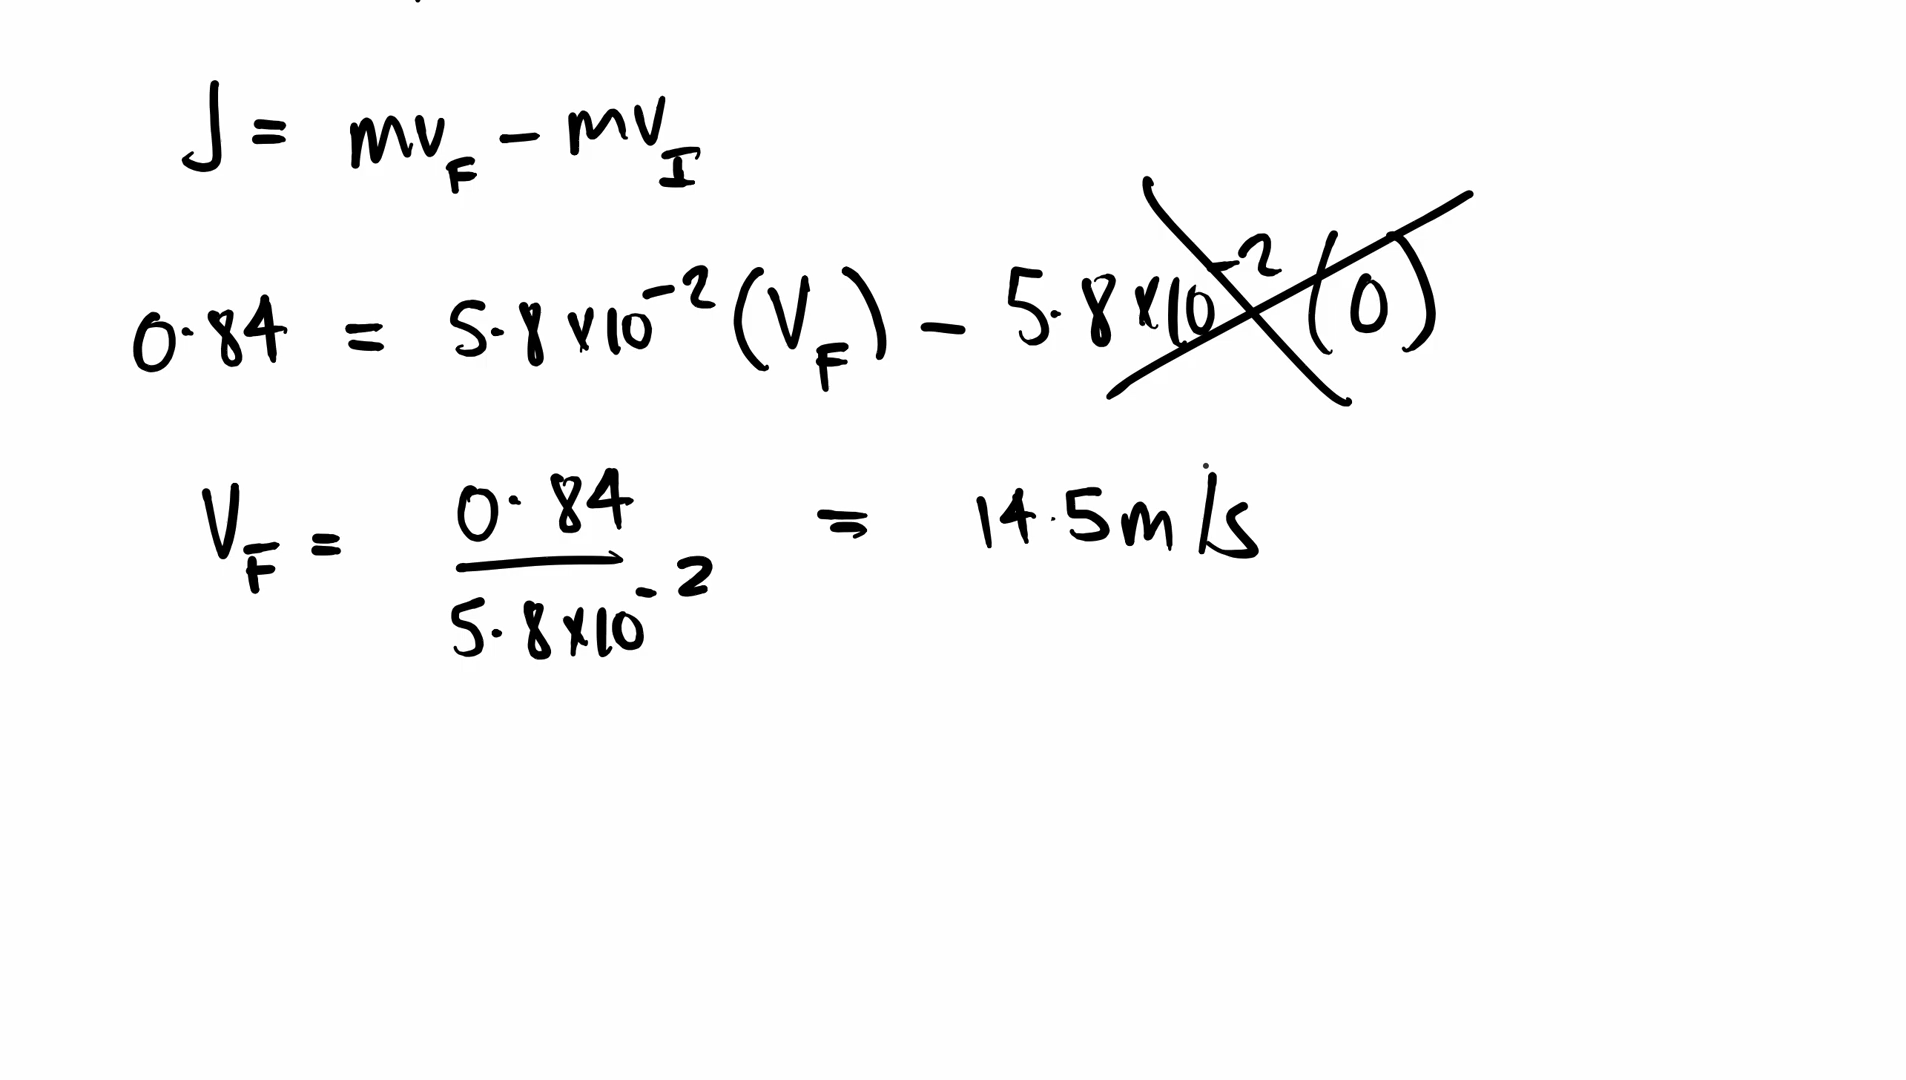 J = mv_F - mv_I
0.84 = 5.8×10^-2 (V_F) - 5.8×10^-2 (0)
V_F = 0.84 / 5.8×10^-2 = 14.5 m/s